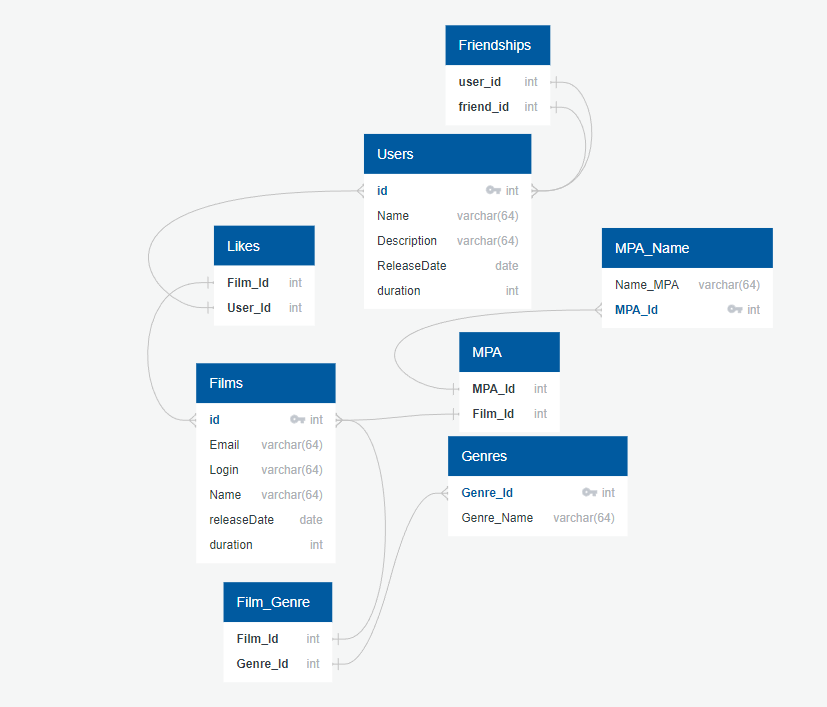 Friendships
user_id int
friend_id int
Users
id int
Name varchar(64)
Description varchar(64)
ReleaseDate date
duration int
Likes
Film_Id int
User_Id int
MPA_Name
Name_MPA varchar(64)
MPA_Id int
MPA
MPA_Id int
Film_Id int
Films
id int
Email varchar(64)
Login varchar(64)
Name varchar(64)
releaseDate date
duration int
Genres
Genre_Id int
Genre_Name varchar(64)
Film_Genre
Film_Id int
Genre_Id int